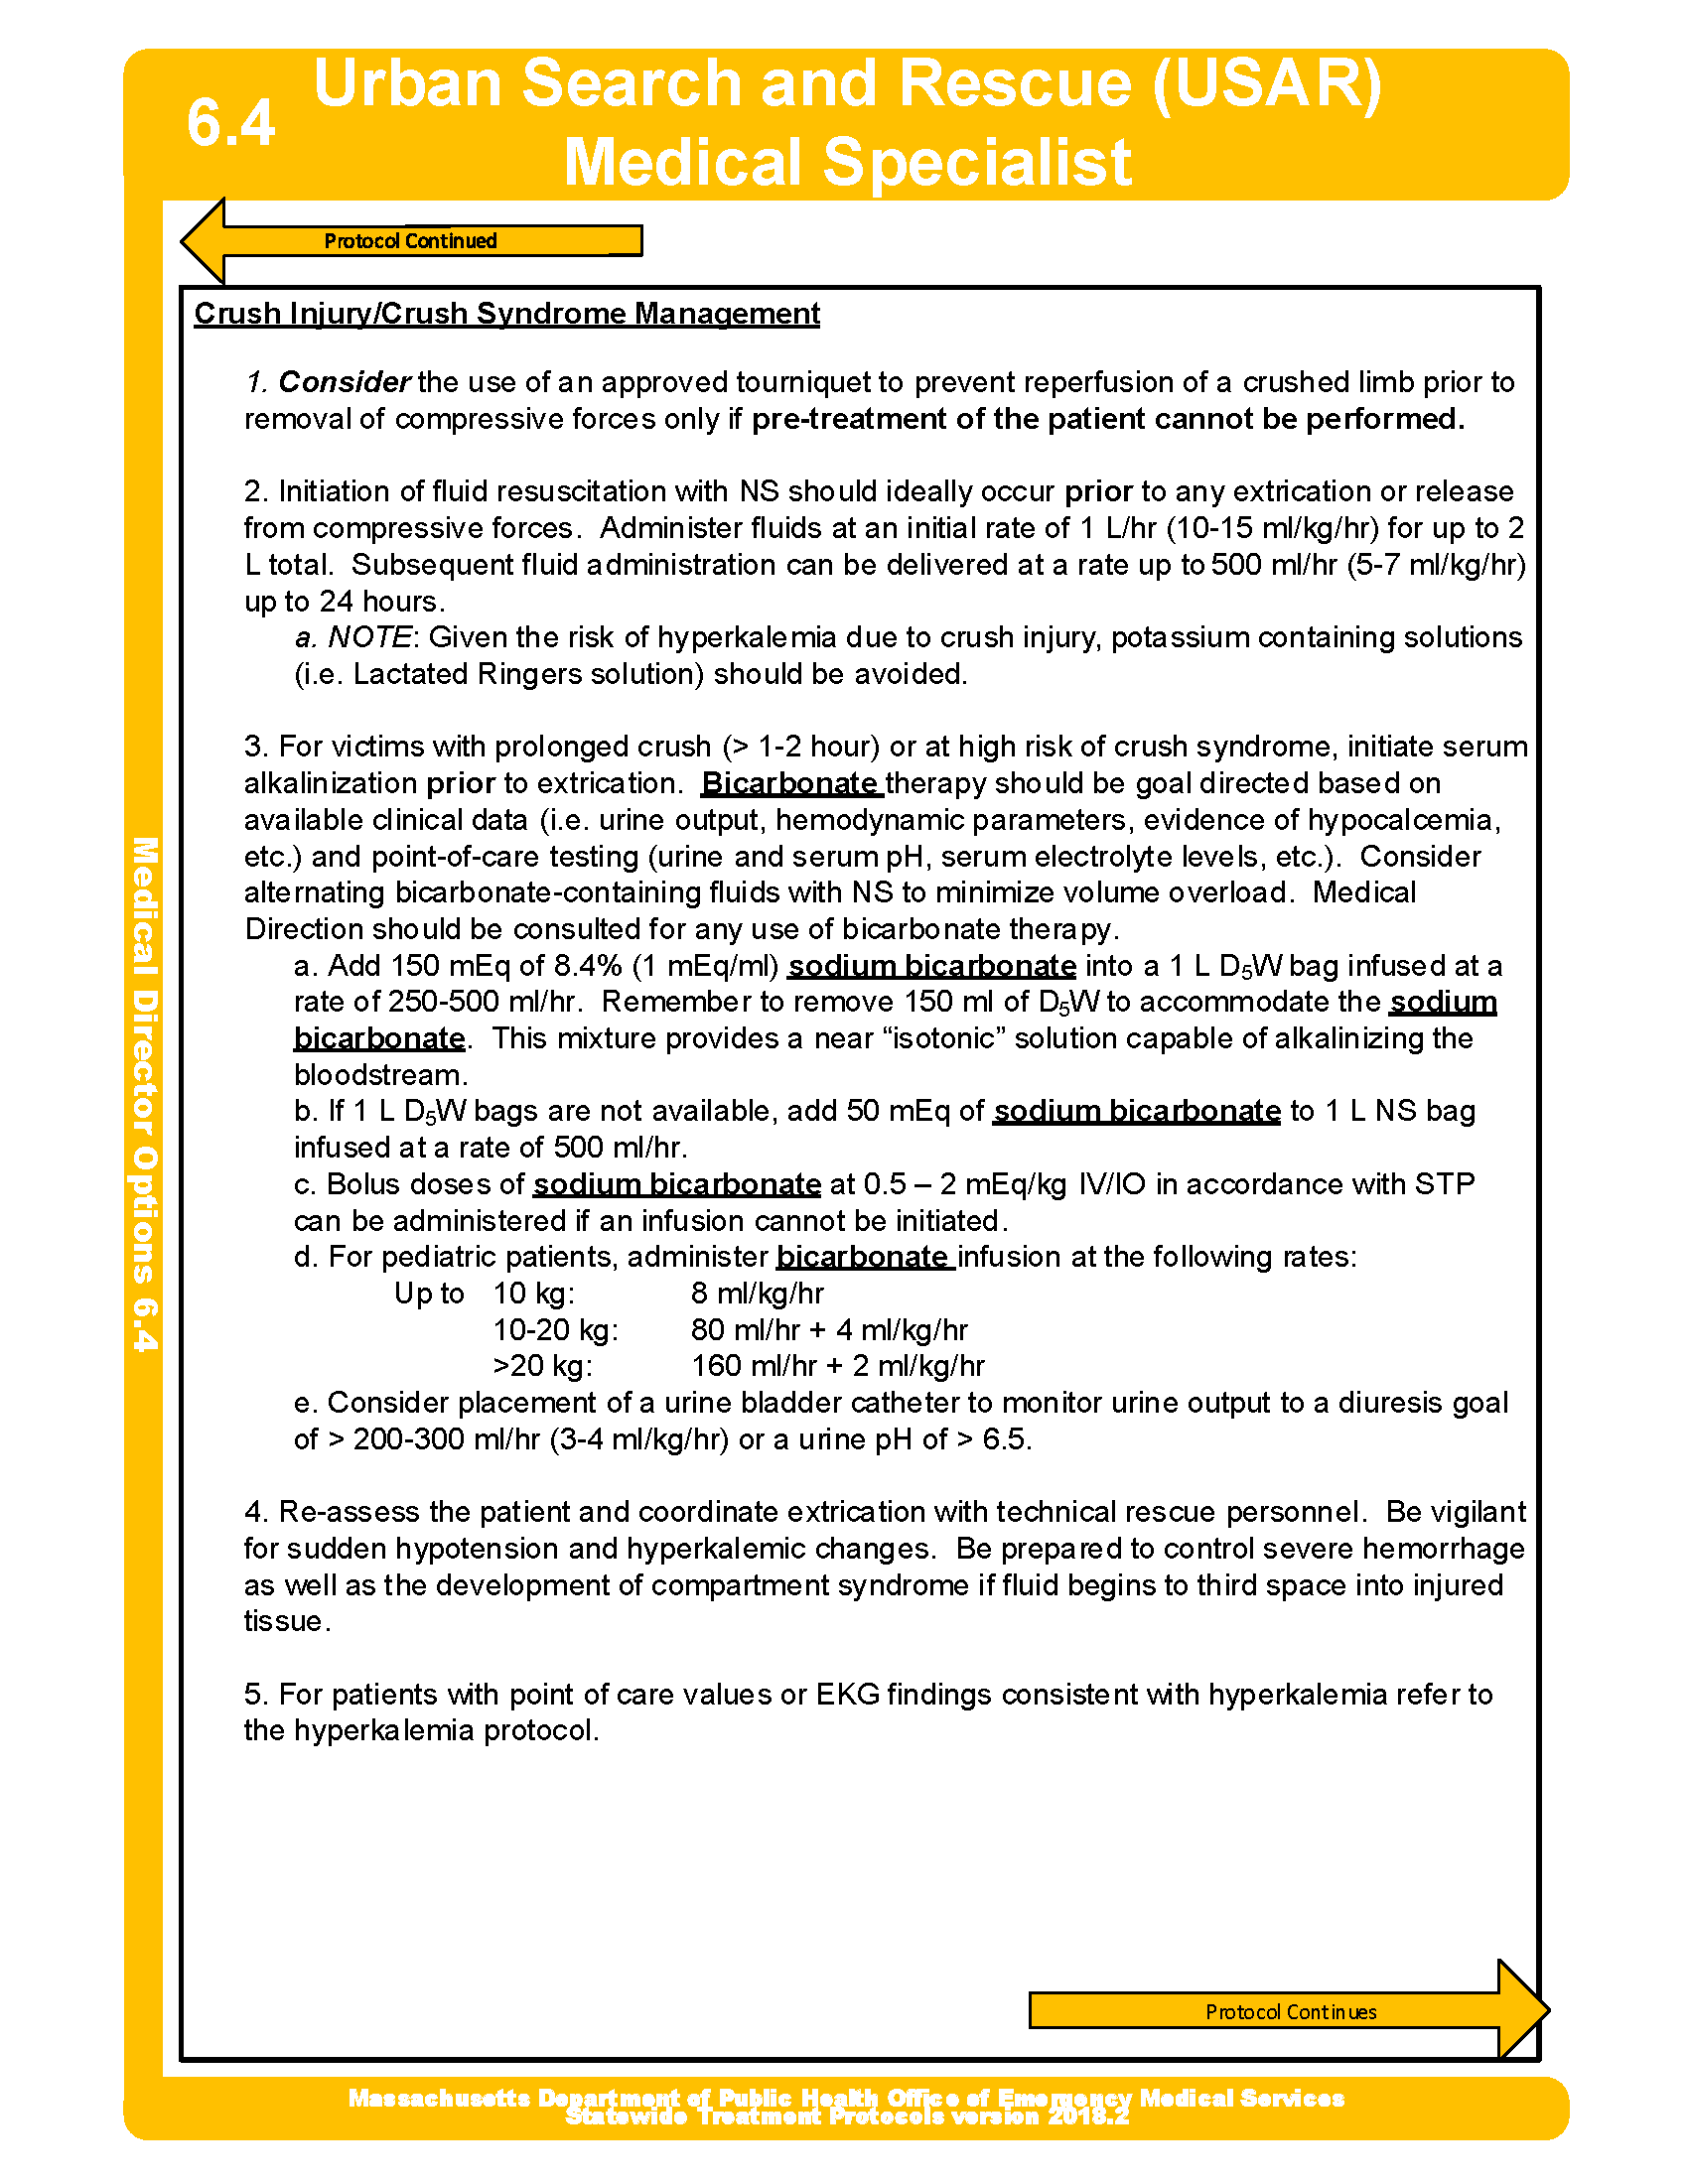 6.4
Urban Search and Rescue (USAR)
Medical Specialist
Protocol Continued
Crush Injury/Crush Syndrome Management
1. Consider the use of an approved tourniquet to prevent reperfusion of a crushed limb prior to
removal of compressive forces only if pre-treatment of the patient cannot be performed.
2. Initiation of fluid resuscitation with NS should ideally occur prior to any extrication or release
from compressive forces.  Administer fluids at an initial rate of 1 L/hr (10-15 ml/kg/hr) for up to 2
L total.  Subsequent fluid administration can be delivered at a rate up to 500 ml/hr (5-7 ml/kg/hr)
up to 24 hours.
a. NOTE: Given the risk of hyperkalemia due to crush injury, potassium containing solutions
(i.e. Lactated Ringers solution) should be avoided.
3. For victims with prolonged crush (> 1-2 hour) or at high risk of crush syndrome, initiate serum
alkalinization prior to extrication.  Bicarbonate therapy should be goal directed based on
available clinical data (i.e. urine output, hemodynamic parameters, evidence of hypocalcemia,
etc.) and point-of-care testing (urine and serum pH, serum electrolyte levels, etc.).  Consider
alternating bicarbonate-containing fluids with NS to minimize volume overload.  Medical
Direction should be consulted for any use of bicarbonate therapy.
a. Add 150 mEq of 8.4% (1 mEq/ml) sodium bicarbonate into a 1 L D5W bag infused at a
rate of 250-500 ml/hr.  Remember to remove 150 ml of D5W to accommodate the sodium
bicarbonate.  This mixture provides a near “isotonic” solution capable of alkalinizing the
bloodstream.
b. If 1 L D5W bags are not available, add 50 mEq of sodium bicarbonate to 1 L NS bag
infused at a rate of 500 ml/hr.
c. Bolus doses of sodium bicarbonate at 0.5 – 2 mEq/kg IV/IO in accordance with STP
can be administered if an infusion cannot be initiated.
d. For pediatric patients, administer bicarbonate infusion at the following rates:
Up to 10 kg: 8 ml/kg/hr
10-20 kg: 80 ml/hr + 4 ml/kg/hr
>20 kg: 160 ml/hr + 2 ml/kg/hr
e. Consider placement of a urine bladder catheter to monitor urine output to a diuresis goal
of > 200-300 ml/hr (3-4 ml/kg/hr) or a urine pH of > 6.5.
4. Re-assess the patient and coordinate extrication with technical rescue personnel.  Be vigilant
for sudden hypotension and hyperkalemic changes.  Be prepared to control severe hemorrhage
as well as the development of compartment syndrome if fluid begins to third space into injured
tissue.
5. For patients with point of care values or EKG findings consistent with hyperkalemia refer to
the hyperkalemia protocol.
Protocol Continues
Medical Director Options 6.4
Massachusetts Department of Public Health Office of Emergency Medical Services
Statewide Treatment Protocols version 2018.2